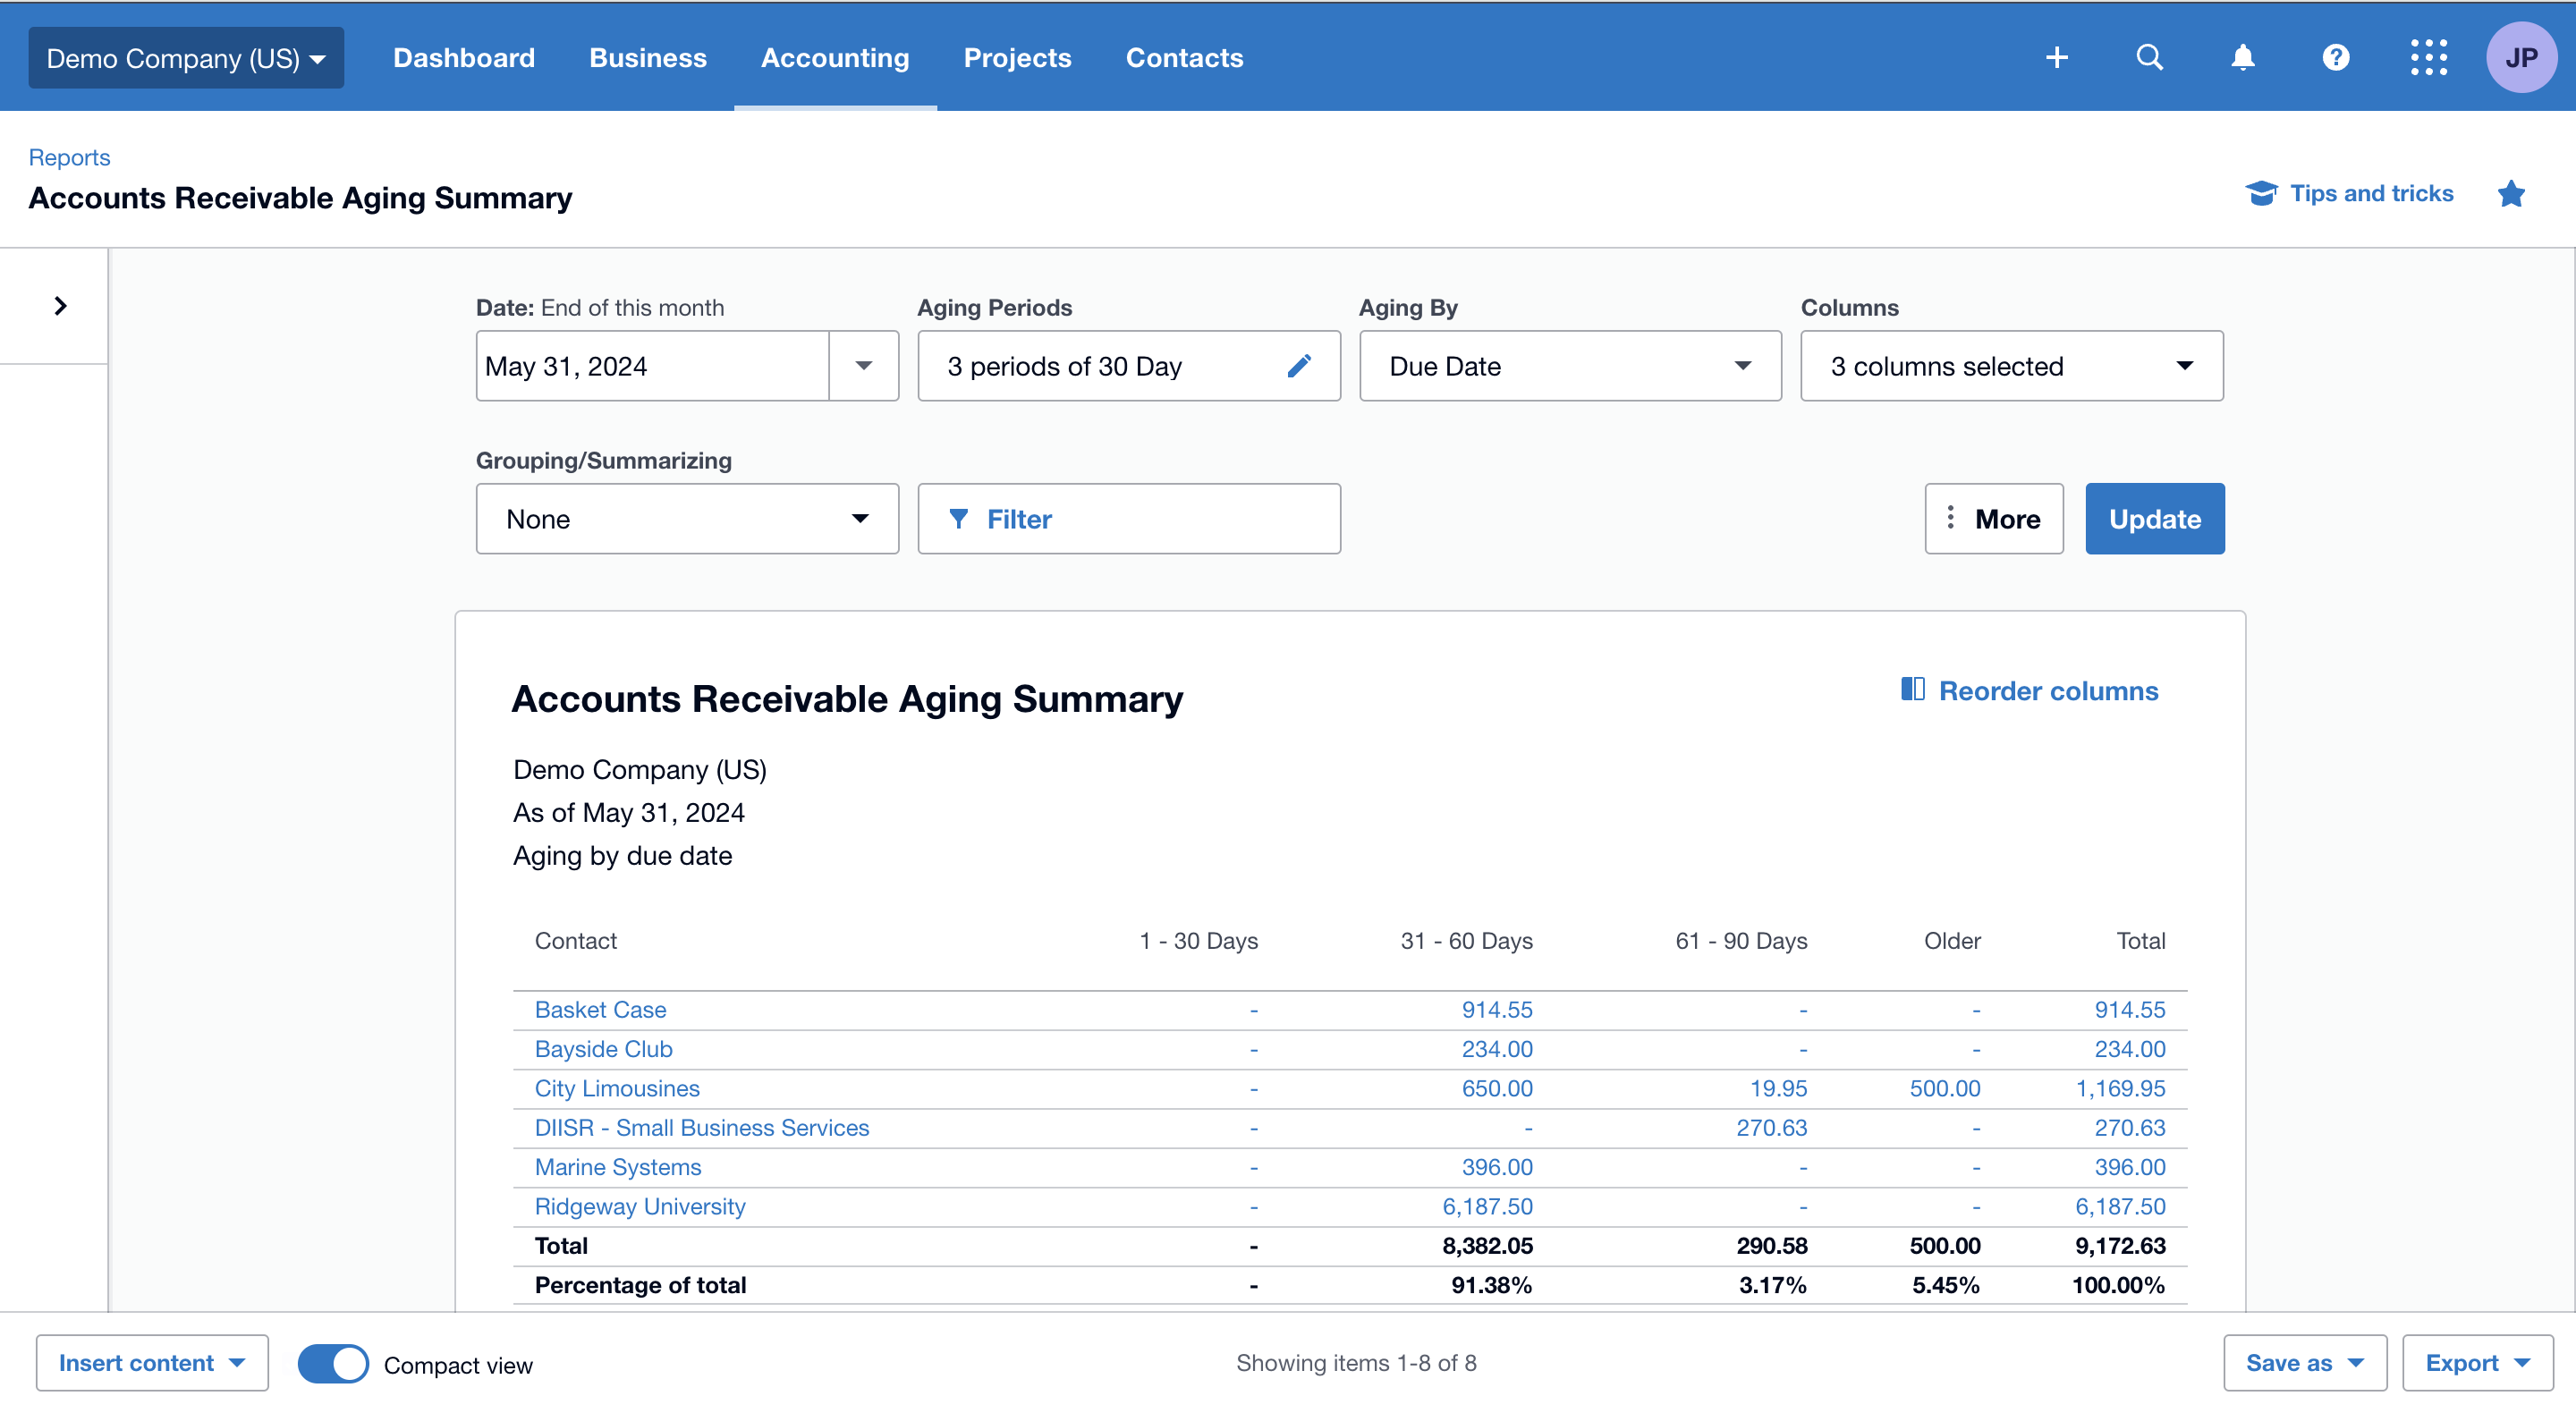 Demo Company (US) Dashboard Business Accounting Projects Contacts JP
Reports
Accounts Receivable Aging Summary
Tips and tricks
Date: End of this month Aging Periods Aging By Columns
May 31, 2024 3 periods of 30 Day Due Date 3 columns selected
Grouping/Summarizing
None Filter More Update
Accounts Receivable Aging Summary
Reorder columns
Demo Company (US)
As of May 31, 2024
Aging by due date
Contact 1 - 30 Days 31 - 60 Days 61 - 90 Days Older Total
Basket Case - 914.55 - - 914.55
Bayside Club - 234.00 - - 234.00
City Limousines - 650.00 19.95 500.00 1,169.95
DIISR - Small Business Services - - 270.63 - 270.63
Marine Systems - 396.00 - - 396.00
Ridgeway University - 6,187.50 - - 6,187.50
Total - 8,382.05 290.58 500.00 9,172.63
Percentage of total - 91.38% 3.17% 5.45% 100.00%
Insert content Compact view Showing items 1-8 of 8 Save as Export